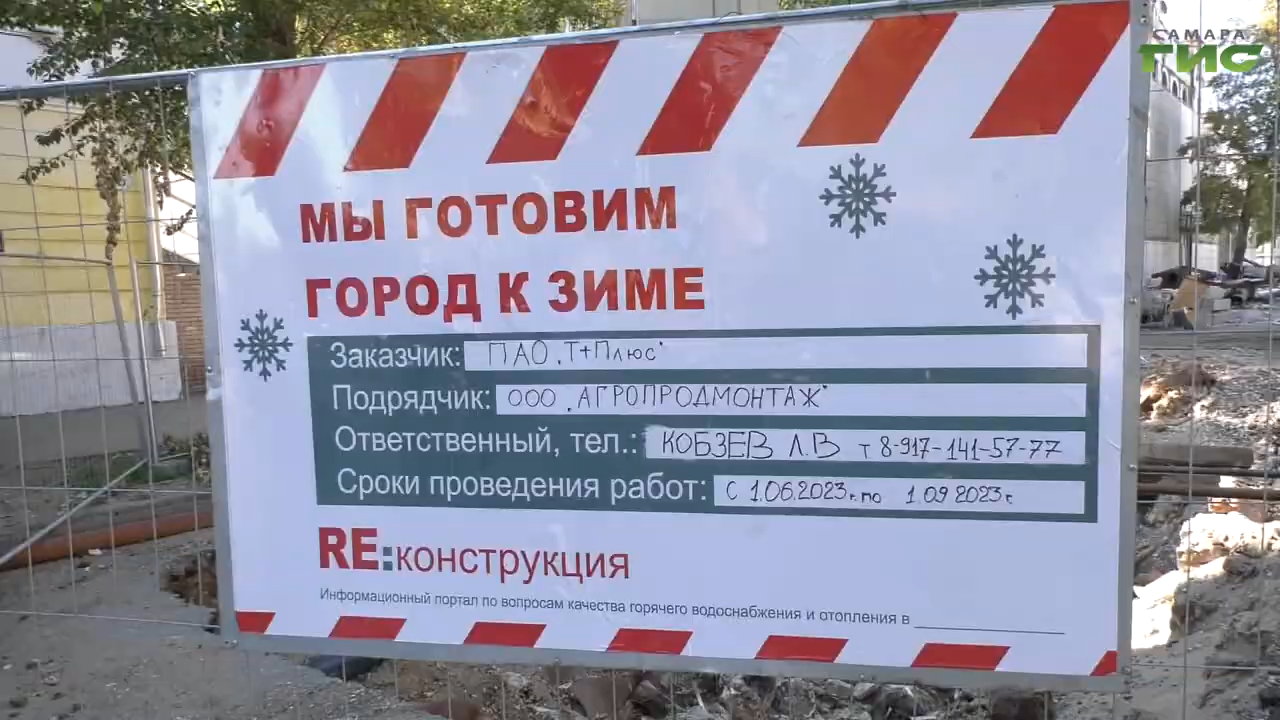 САМАРА
ГИС
МЫ ГОТОВИМ
ГОРОД К ЗИМЕ
Заказчик: ПАО "Т+Плюс"
Подрядчик: ООО "АГРОПРОДМОНТАЖ"
Ответственный, тел.: КОБЗЕВ Л.В т 8-917-141-57-77
Сроки проведения работ: с 1.06.2023г. по 1.09 2023г.
RE:конструкция
Информационный портал по вопросам качества горячего водоснабжения и отопления в ____________